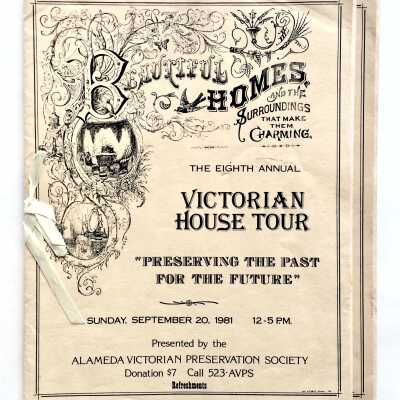 BEAUTIFUL
HOMES,
AND THE
SURROUNDINGS
THAT MAKE
THEM
CHARMING.
THE EIGHTH ANNUAL
VICTORIAN
HOUSE TOUR
"PRESERVING THE PAST
FOR THE FUTURE"
SUNDAY, SEPTEMBER 20, 1981 12-5 PM.
Presented by the
ALAMEDA VICTORIAN PRESERVATION SOCIETY
Donation $7 Call 523-AVPS
Refreshments